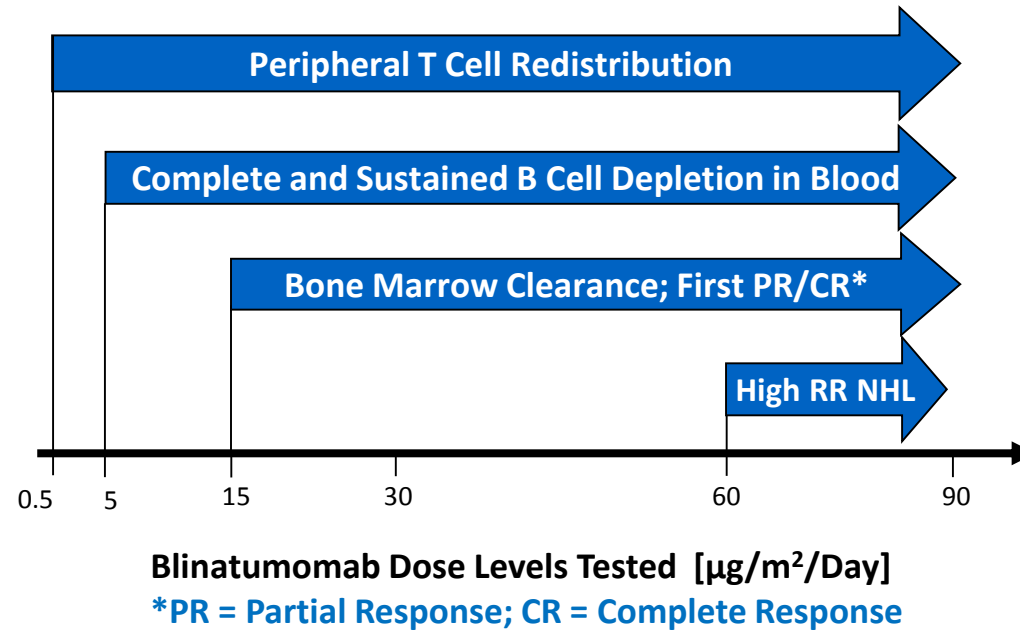 Peripheral T Cell Redistribution
Complete and Sustained B Cell Depletion in Blood
Bone Marrow Clearance; First PR/CR*
High RR NHL
0.5 5 15 30 60 90
Blinatumomab Dose Levels Tested [µg/m²/Day]
*PR = Partial Response; CR = Complete Response